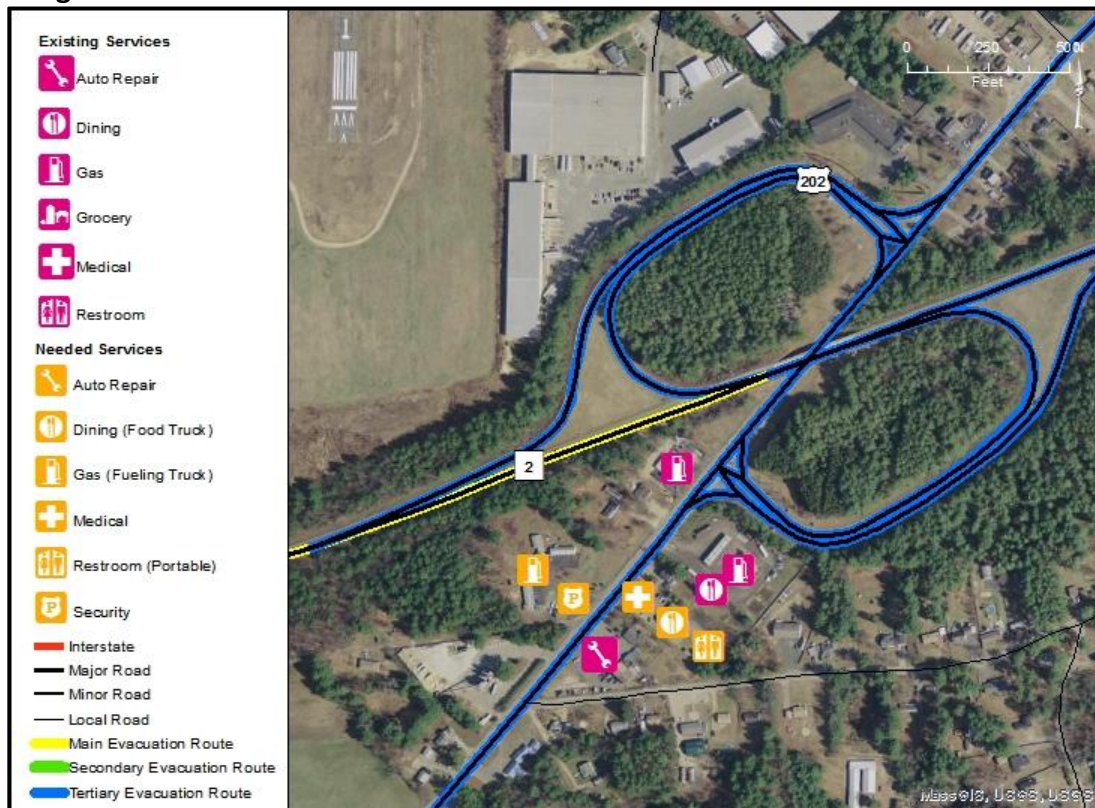 Existing Services
Auto Repair
Dining
Gas
Grocery
Medical
Restroom
Needed Services
Auto Repair
Dining (Food Truck)
Gas (Fueling Truck)
Medical
Restroom (Portable)
P
Security
Interstate
Major Road
Minor Road
Local Road
Main Evacuation Route
Secondary Evacuation Route
Tertiary Evacuation Route
0 250
Feet
202
2
P
MassGIS, USGS, USGS